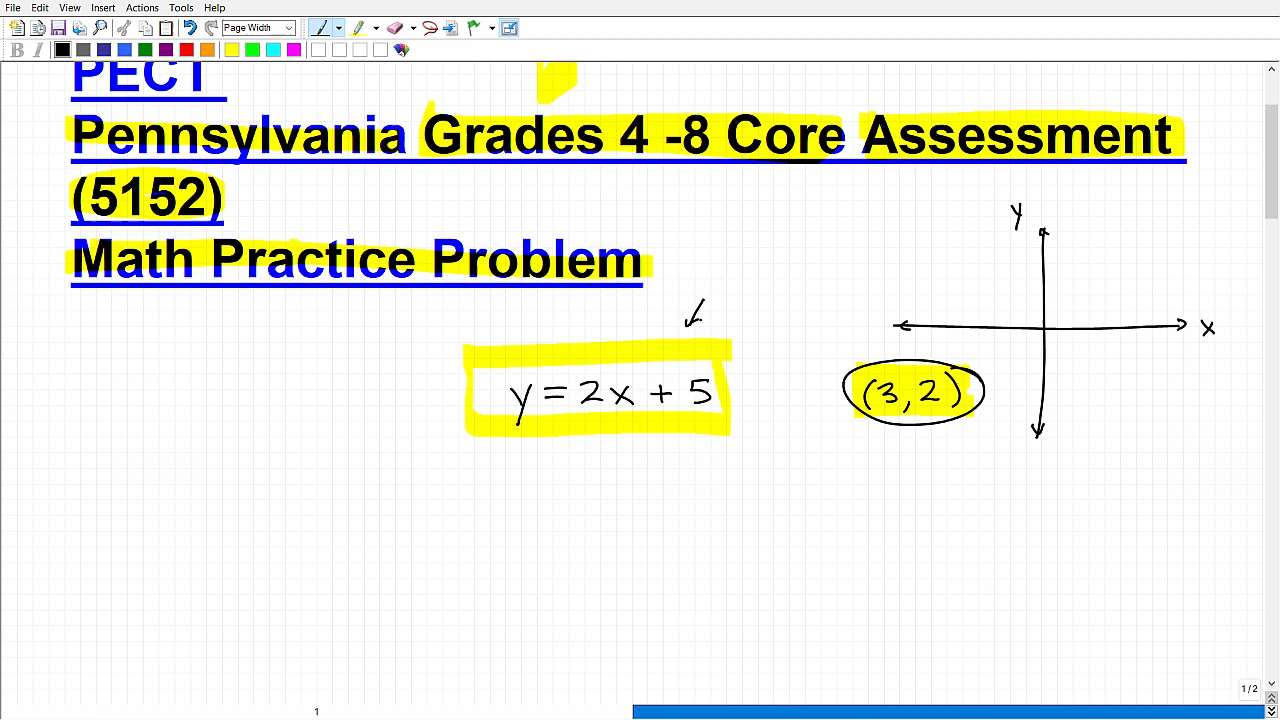 File Edit View Insert Actions Tools Help
Page Width
B I
PECT
Pennsylvania Grades 4 -8 Core Assessment
(5152)
Math Practice Problem
y
x
y = 2x + 5
(3,2)
1/2
1